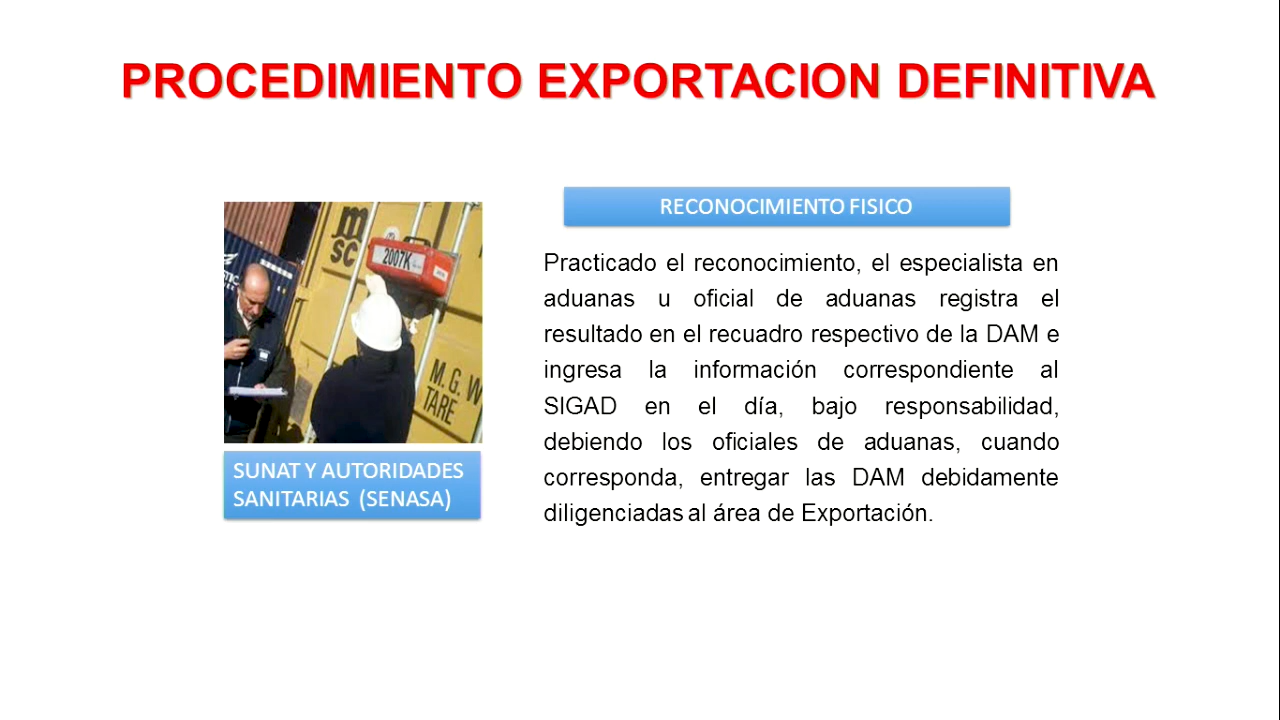 PROCEDIMIENTO EXPORTACION DEFINITIVA
RECONOCIMIENTO FISICO
Practicado el reconocimiento, el especialista en
aduanas u oficial de aduanas registra el
resultado en el recuadro respectivo de la DAM e
ingresa la información correspondiente al
SIGAD en el día, bajo responsabilidad,
debiendo los oficiales de aduanas, cuando
corresponda, entregar las DAM debidamente
diligenciadas al área de Exportación.
m
sc
2007K
M. G. W
TARE
SUNAT Y AUTORIDADES
SANITARIAS (SENASA)